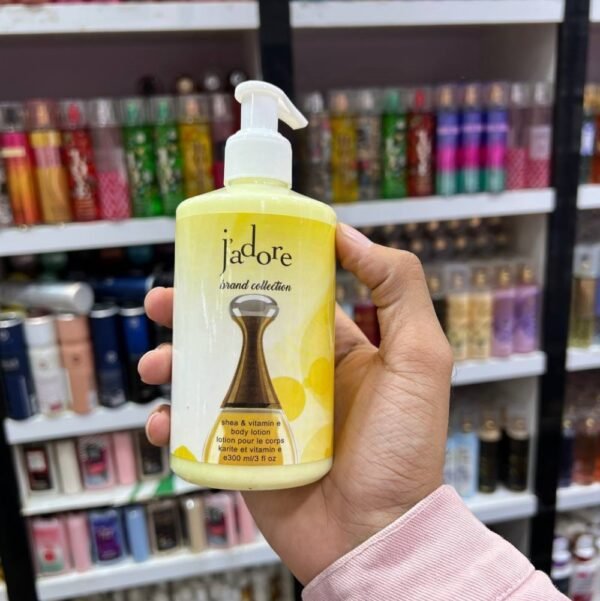 j'adore
brand collection
shea & vitamin e
body lotion
lotion pour le corps
karite et vitamin e
e300 ml/3 fl oz